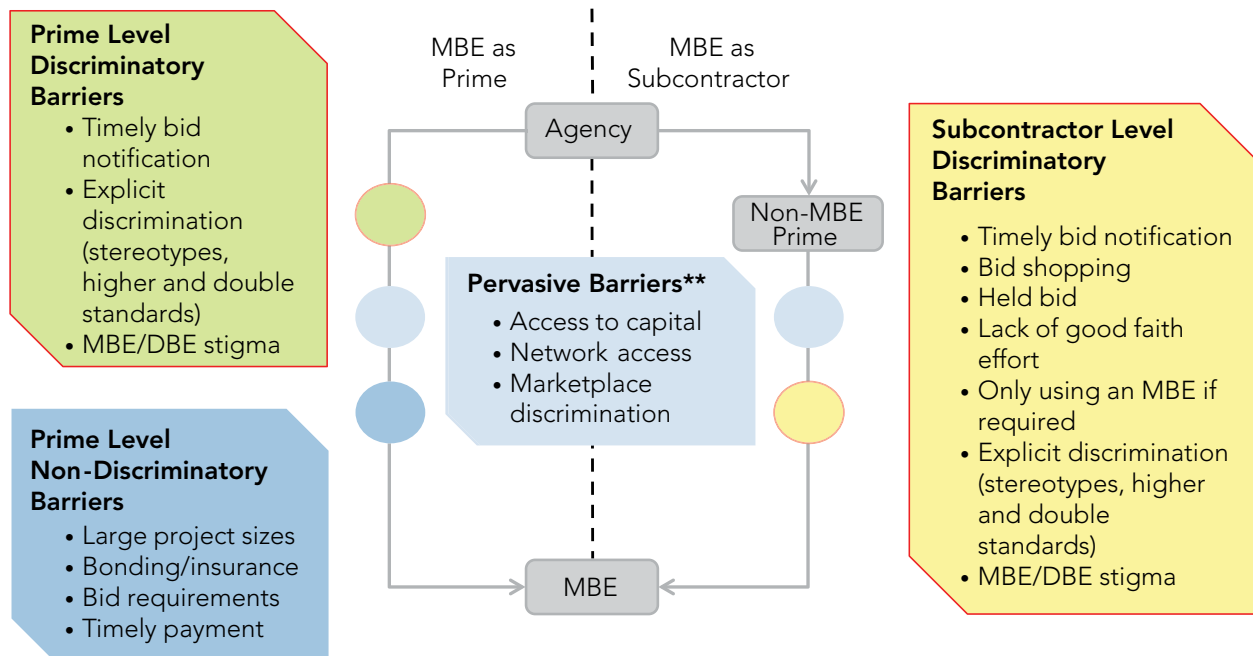 Prime Level
Discriminatory
Barriers
• Timely bid
notification
• Explicit
discrimination
(stereotypes,
higher and double
standards)
• MBE/DBE stigma
Prime Level
Non-Discriminatory
Barriers
• Large project sizes
• Bonding/insurance
• Bid requirements
• Timely payment
MBE as
Prime
MBE as
Subcontractor
Agency
Non-MBE
Prime
Pervasive Barriers**
• Access to capital
• Network access
• Marketplace
discrimination
MBE
Subcontractor Level
Discriminatory
Barriers
• Timely bid notification
• Bid shopping
• Held bid
• Lack of good faith
effort
• Only using an MBE if
required
• Explicit discrimination
(stereotypes, higher
and double
standards)
• MBE/DBE stigma